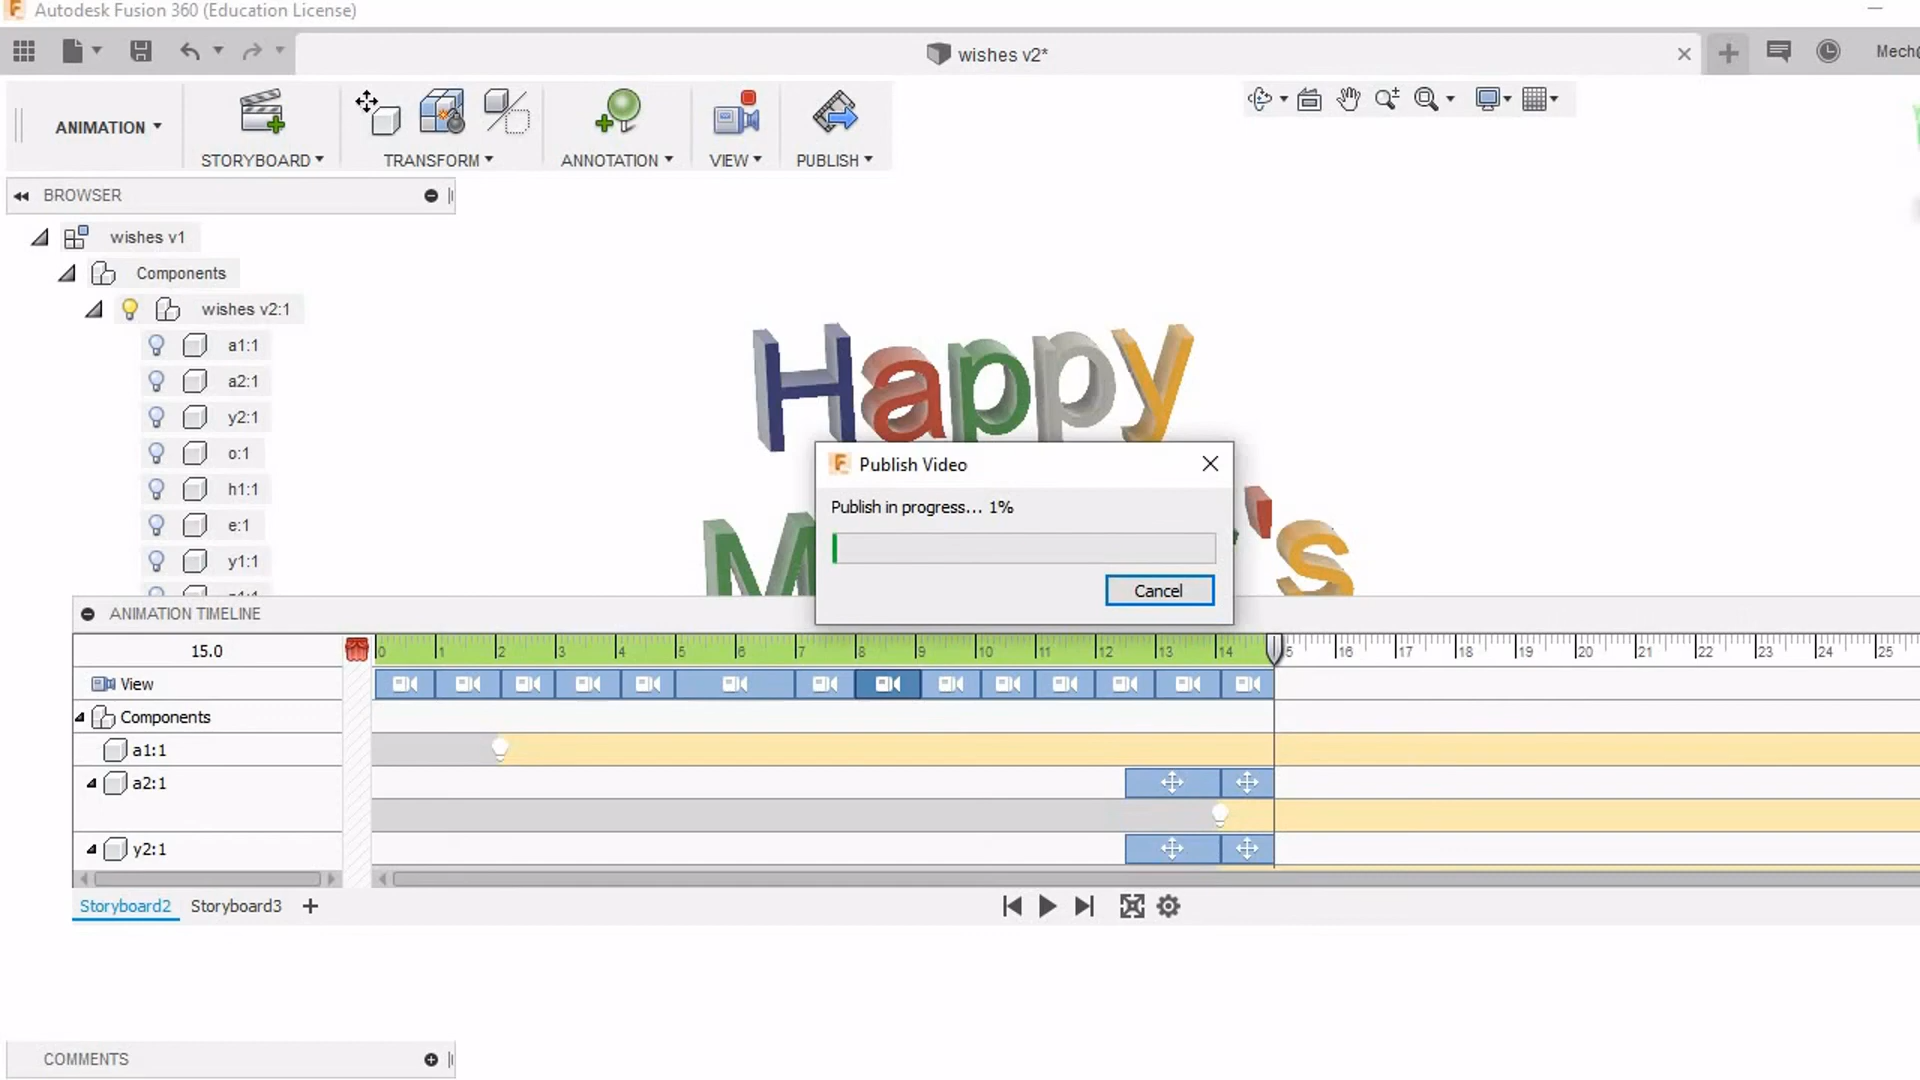 Autodesk Fusion 360 (Education License)
wishes v2*
ANIMATION
STORYBOARD
TRANSFORM
ANNOTATION
VIEW
PUBLISH
BROWSER
wishes v1
Components
wishes v2:1
a1:1
a2:1
y2:1
o:1
h1:1
e:1
y1:1
Happy
's
Publish Video
Publish in progress... 1%
Cancel
ANIMATION TIMELINE
15.0
0 1 2 3 4 5 6 7 8 9 10 11 12 13 14 5 16 17 18 19 20 21 22 23 24 25
View
Components
a1:1
a2:1
y2:1
Storyboard2 Storyboard3
COMMENTS